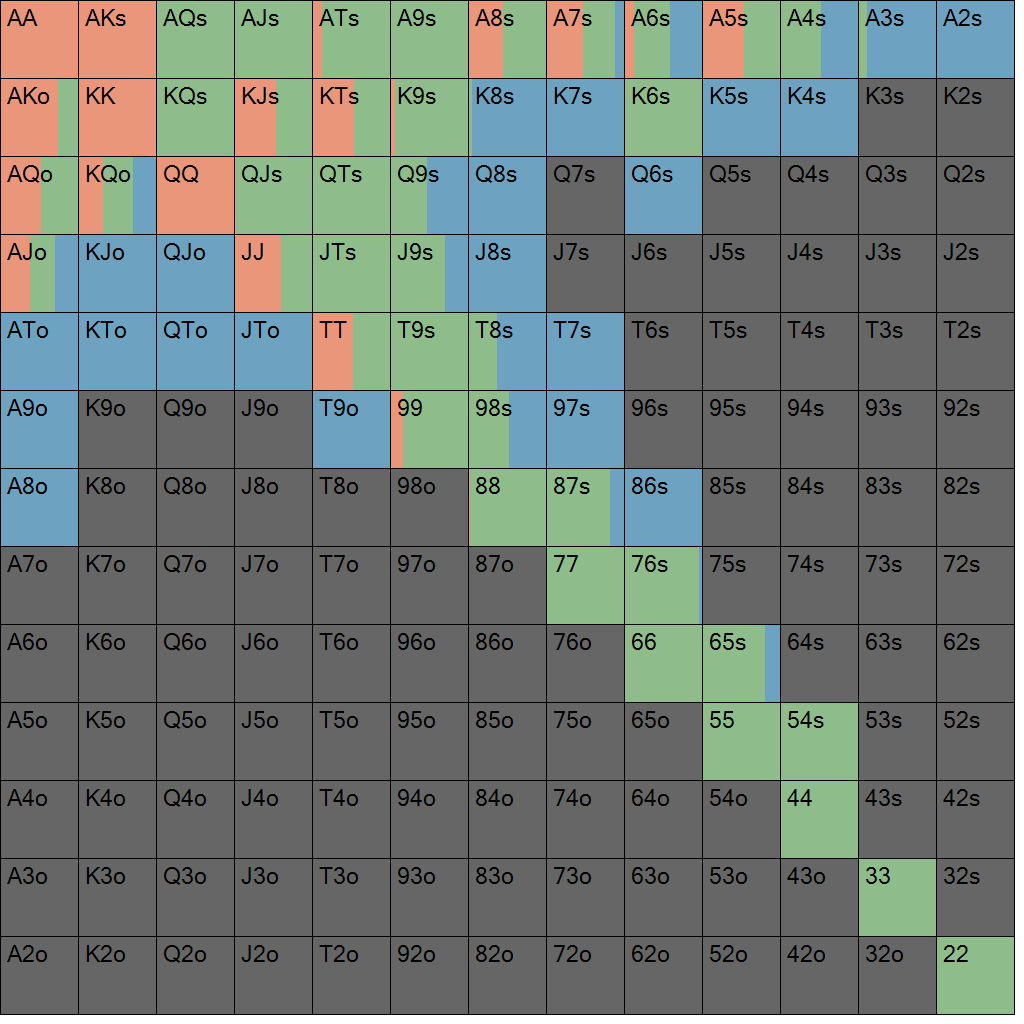 AA AKs AQs AJs ATs A9s A8s A7s A6s A5s A4s A3s A2s
AKo KK KQs KJs KTs K9s K8s K7s K6s K5s K4s K3s K2s
AQo KQo QQ QJs QTs Q9s Q8s Q7s Q6s Q5s Q4s Q3s Q2s
AJo KJo QJo JJ JTs J9s J8s J7s J6s J5s J4s J3s J2s
ATo KTo QTo JTo TT T9s T8s T7s T6s T5s T4s T3s T2s
A9o K9o Q9o J9o T9o 99 98s 97s 96s 95s 94s 93s 92s
A8o K8o Q8o J8o T8o 98o 88 87s 86s 85s 84s 83s 82s
A7o K7o Q7o J7o T7o 97o 87o 77 76s 75s 74s 73s 72s
A6o K6o Q6o J6o T6o 96o 86o 76o 66 65s 64s 63s 62s
A5o K5o Q5o J5o T5o 95o 85o 75o 65o 55 54s 53s 52s
A4o K4o Q4o J4o T4o 94o 84o 74o 64o 54o 44 43s 42s
A3o K3o Q3o J3o T3o 93o 83o 73o 63o 53o 43o 33 32s
A2o K2o Q2o J2o T2o 92o 82o 72o 62o 52o 42o 32o 22